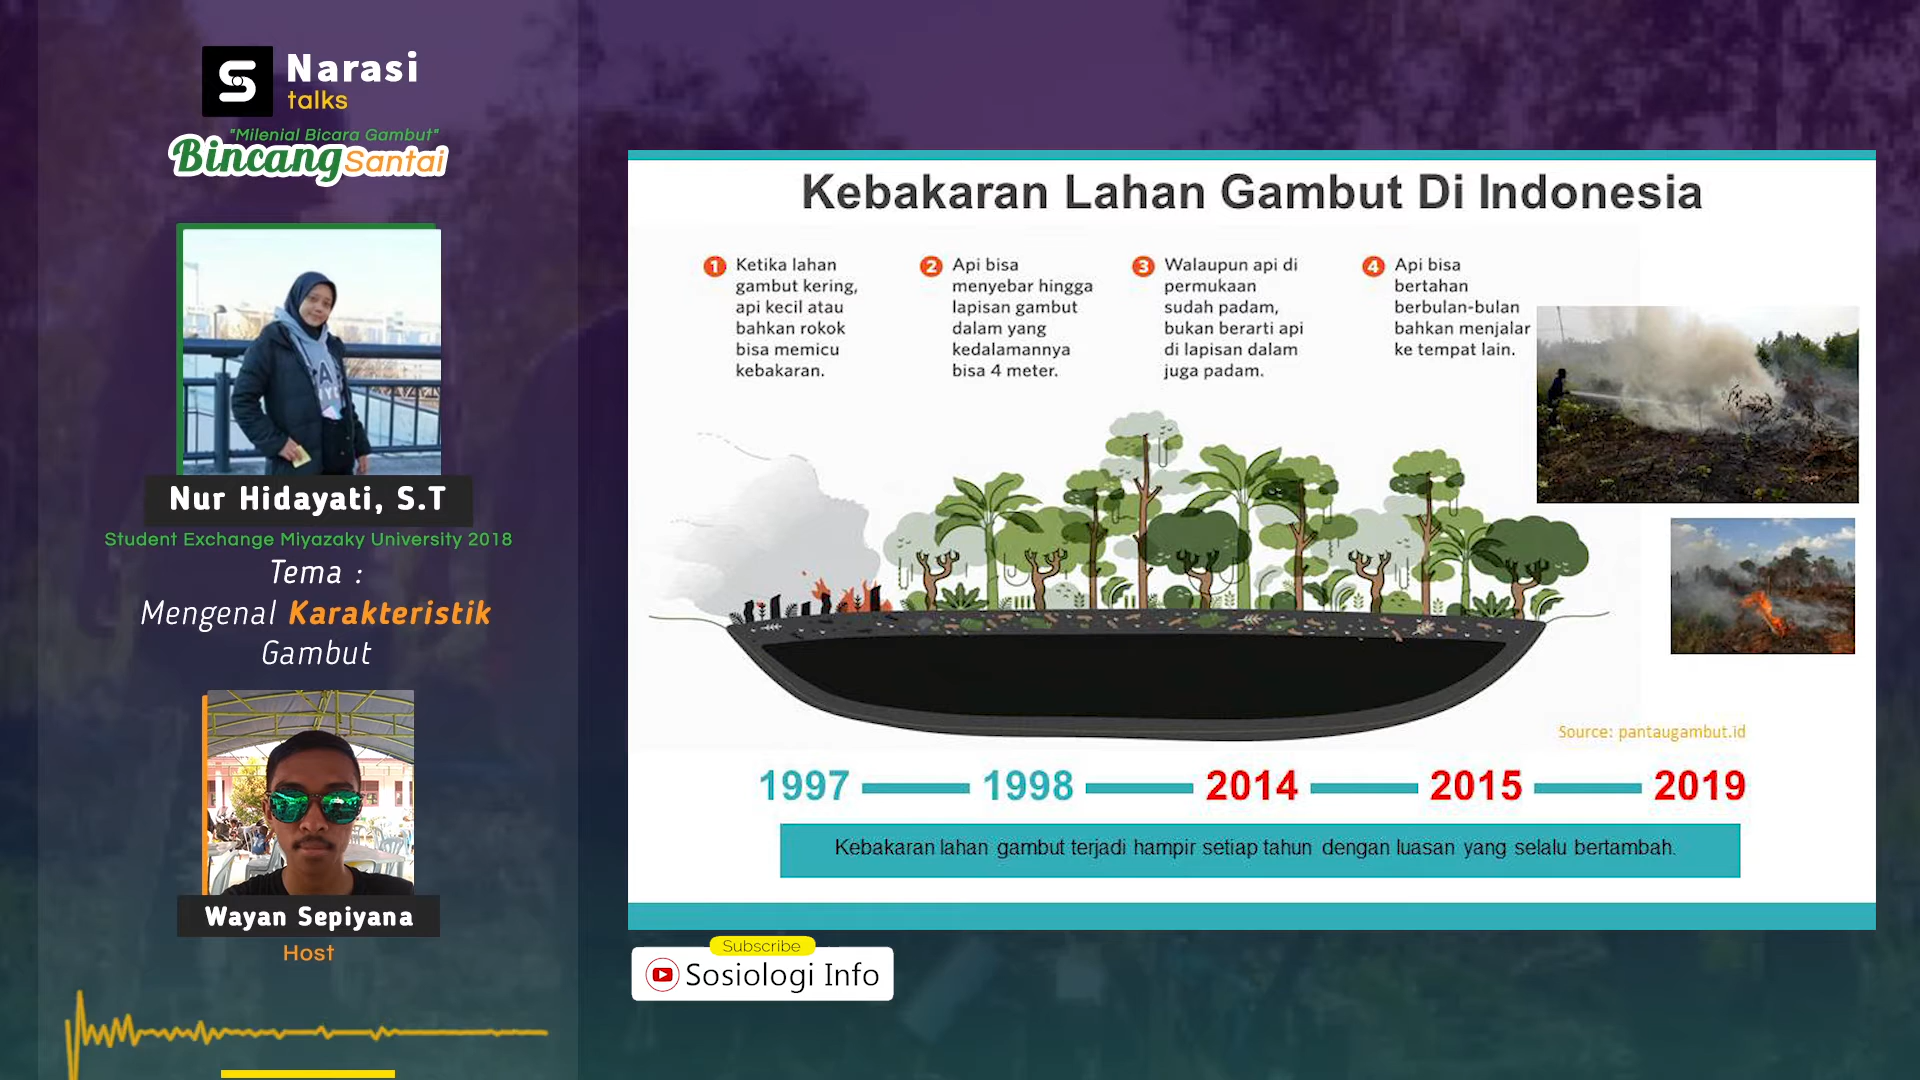 Narasi
talks
"Milenial Bicara Gambut"
BincangSantai
Nur Hidayati, S.T
Student Exchange Miyazaky University 2018
Tema :
Mengenal Karakteristik
Gambut
Wayan Sepiyana
Host
Kebakaran Lahan Gambut Di Indonesia
1 Ketika lahan
gambut kering,
api kecil atau
bahkan rokok
bisa memicu
kebakaran.
2 Api bisa
menyebar hingga
lapisan gambut
dalam yang
kedalamannya
bisa 4 meter.
3 Walaupun api di
permukaan
sudah padam,
bukan berarti api
di lapisan dalam
juga padam.
4 Api bisa
bertahan
berbulan-bulan
bahkan menjalar
ke tempat lain.
Source: pantaugambut.id
1997 1998 2014 2015 2019
Kebakaran lahan gambut terjadi hampir setiap tahun dengan luasan yang selalu bertambah.
Subscribe
Sosiologi Info